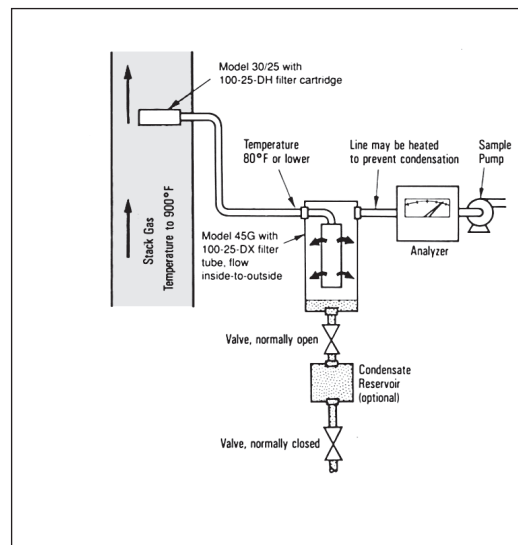 Model 30/25 with
100-25-DH filter cartridge
Temperature
80°F or lower
Line may be heated
to prevent condensation
Sample
Pump
Stack Gas
Temperature to 900°F
Model 45G with
100-25-DX filter
tube, flow
inside-to-outside
Analyzer
Valve, normally open
Condensate
Reservoir
(optional)
Valve, normally closed